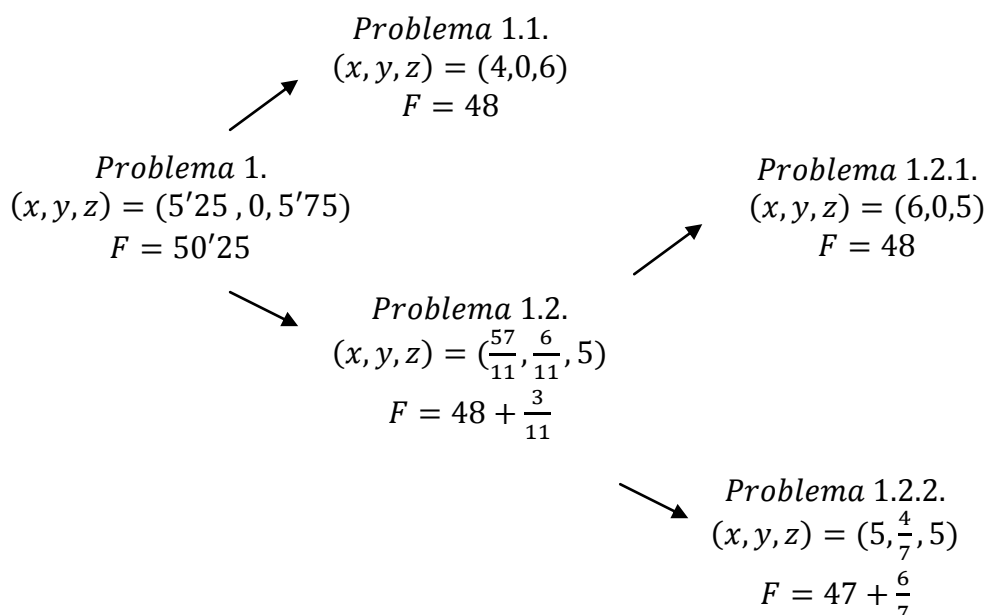 Problema 1.1.
(x, y, z) = (4,0,6)
F = 48
Problema 1.
(x, y, z) = (5′25 , 0, 5′75)
F = 50′25
Problema 1.2.1.
(x, y, z) = (6,0,5)
F = 48
Problema 1.2.
(x, y, z) = (57/11, 6/11, 5)
F = 48 + 3/11
Problema 1.2.2.
(x, y, z) = (5, 4/7, 5)
F = 47 + 6/7